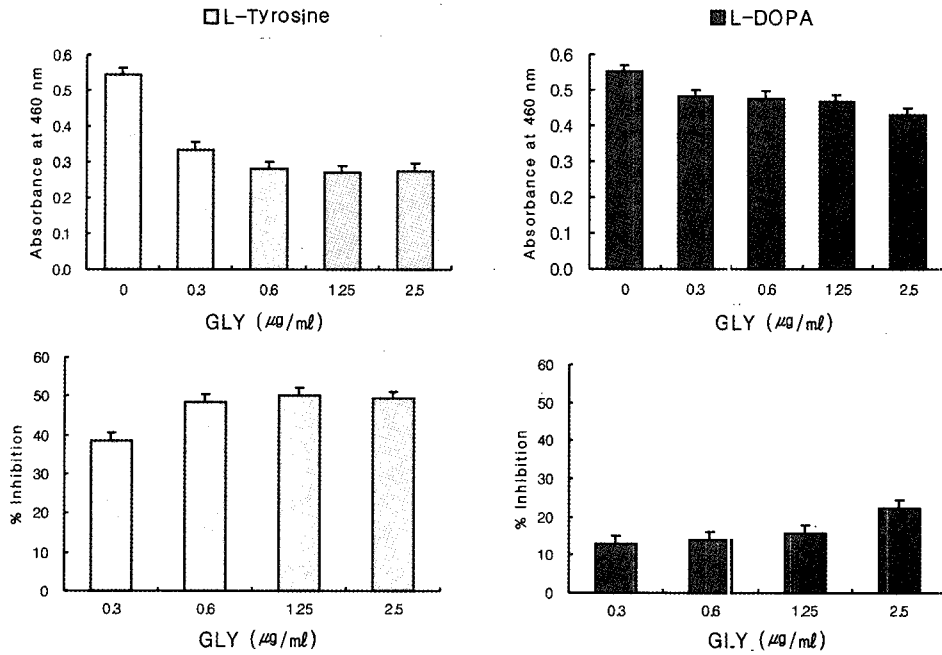 L-Tyrosine
L-DOPA
Absorbance at 460 nm
0.6
0.5
0.4
0.3
0.2
0.1
0.0
0 0.3 0.6 1.25 2.5
GLY (μg/mℓ)
Absorbance at 460 nm
0.6
0.5
0.4
0.3
0.2
0.1
0.0
0 0.3 0.6 1.25 2.5
GLY (μg/mℓ)
% Inhibition
60
50
40
30
20
10
0
0.3 0.6 1.25 2.5
GLY (μg/mℓ)
% Inhibition
60
50
40
30
20
10
0
0.3 0.6 1.25 2.5
GLY (μg/mℓ)